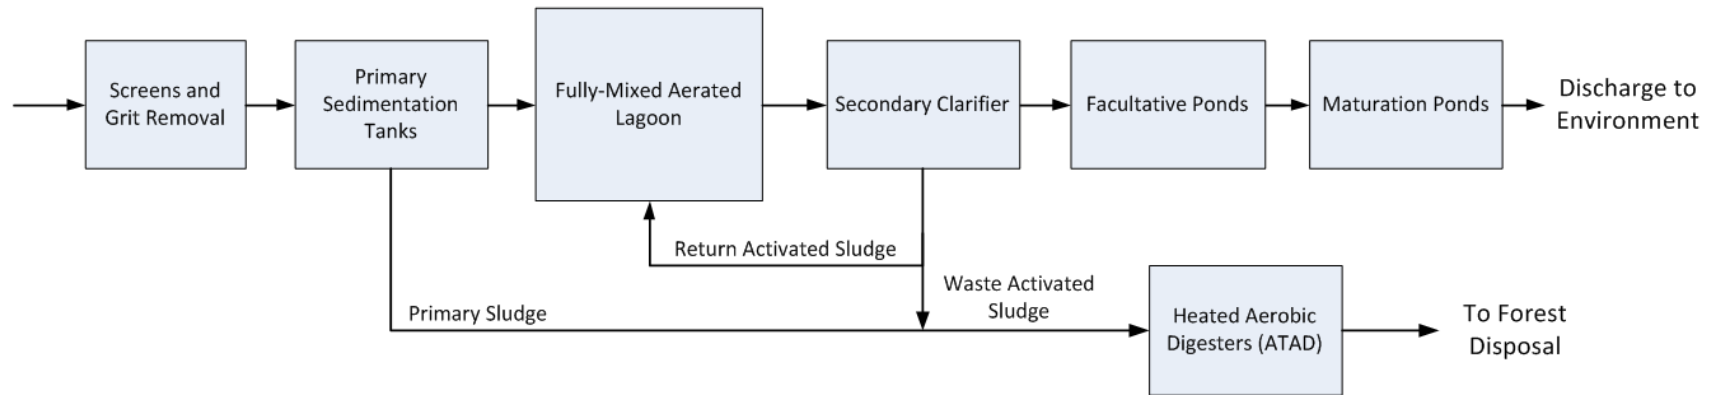 Screens and
Grit Removal
Primary
Sedimentation
Tanks
Fully-Mixed Aerated
Lagoon
Secondary Clarifier
Facultative Ponds
Maturation Ponds
Discharge to
Environment
Return Activated Sludge
Waste Activated
Sludge
Primary Sludge
Heated Aerobic
Digesters (ATAD)
To Forest
Disposal